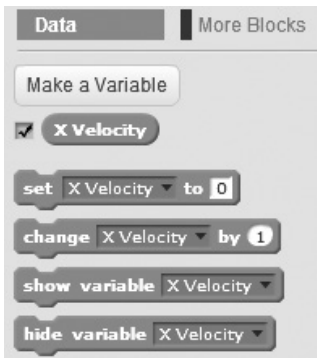 Data More Blocks
Make a Variable
X Velocity
set X Velocity to 0
change X Velocity by 1
show variable X Velocity
hide variable X Velocity